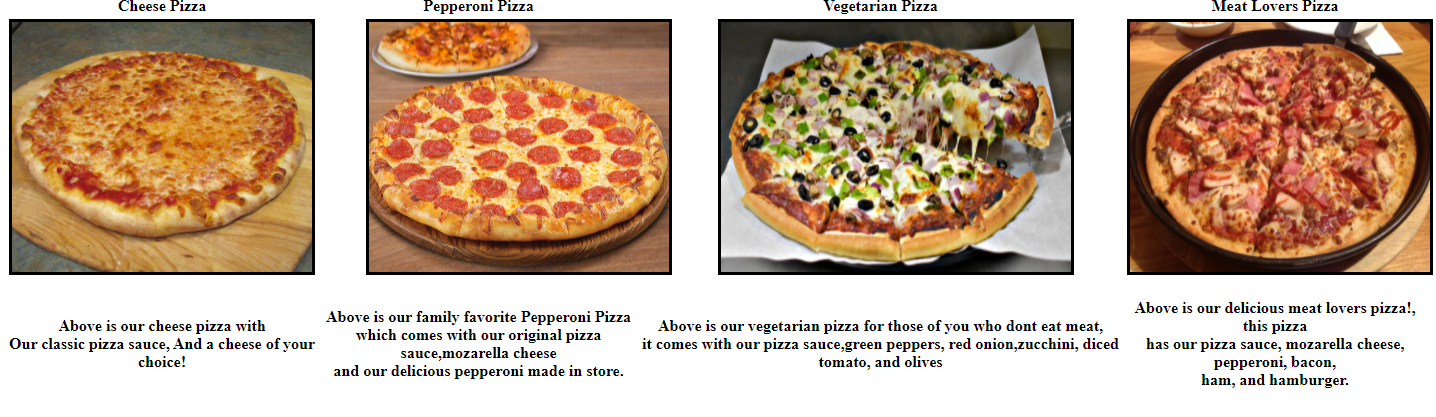 Cheese Pizza
Pepperoni Pizza
Vegetarian Pizza
Meat Lovers Pizza
Above is our cheese pizza with
Our classic pizza sauce, And a cheese of your
choice!
Above is our family favorite Pepperoni Pizza
which comes with our original pizza
sauce,mozarella cheese
and our delicious pepperoni made in store.
Above is our vegetarian pizza for those of you who dont eat meat,
it comes with our pizza sauce,green peppers, red onion,zucchini, diced
tomato, and olives
Above is our delicious meat lovers pizza!,
this pizza
has our pizza sauce, mozarella cheese,
pepperoni, bacon,
ham, and hamburger.